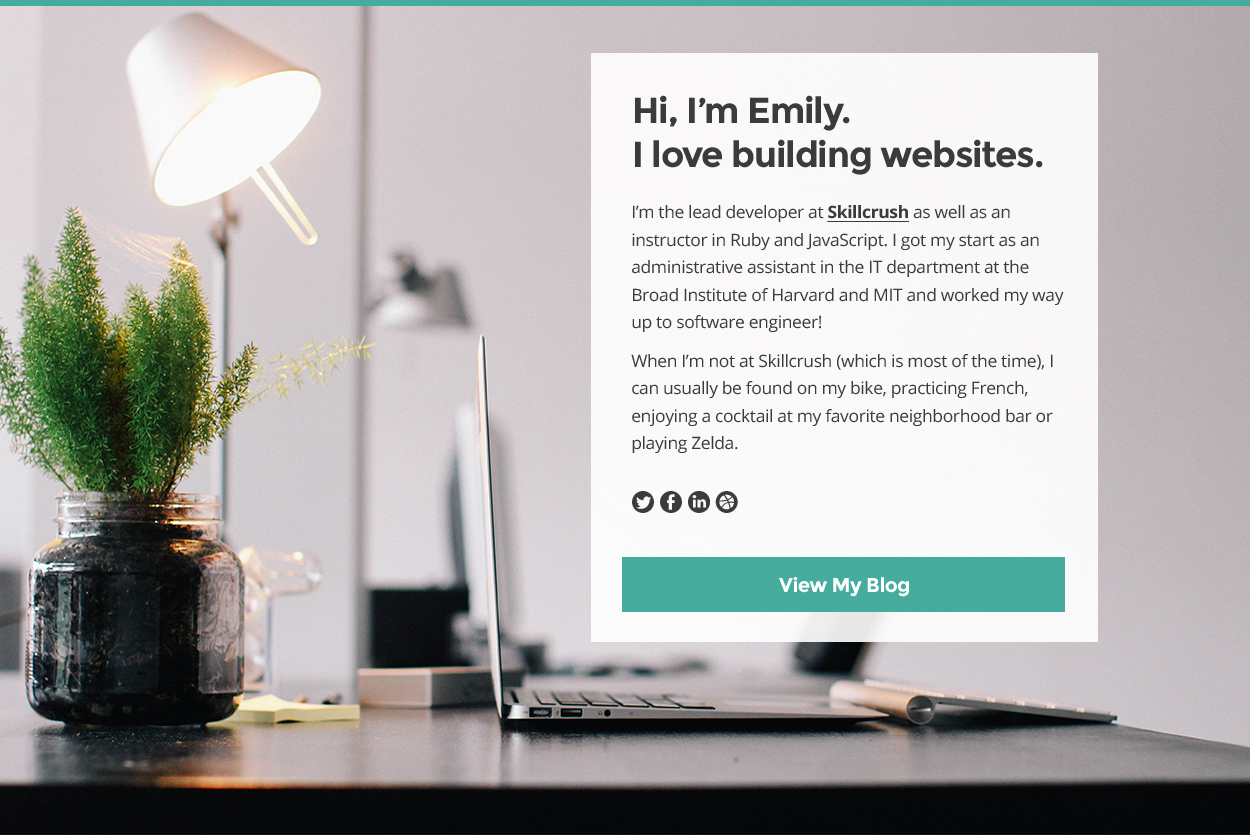 Hi, I’m Emily.
I love building websites.
I’m the lead developer at Skillcrush as well as an
instructor in Ruby and JavaScript. I got my start as an
administrative assistant in the IT department at the
Broad Institute of Harvard and MIT and worked my way
up to software engineer!
When I’m not at Skillcrush (which is most of the time), I
can usually be found on my bike, practicing French,
enjoying a cocktail at my favorite neighborhood bar or
playing Zelda.
View My Blog